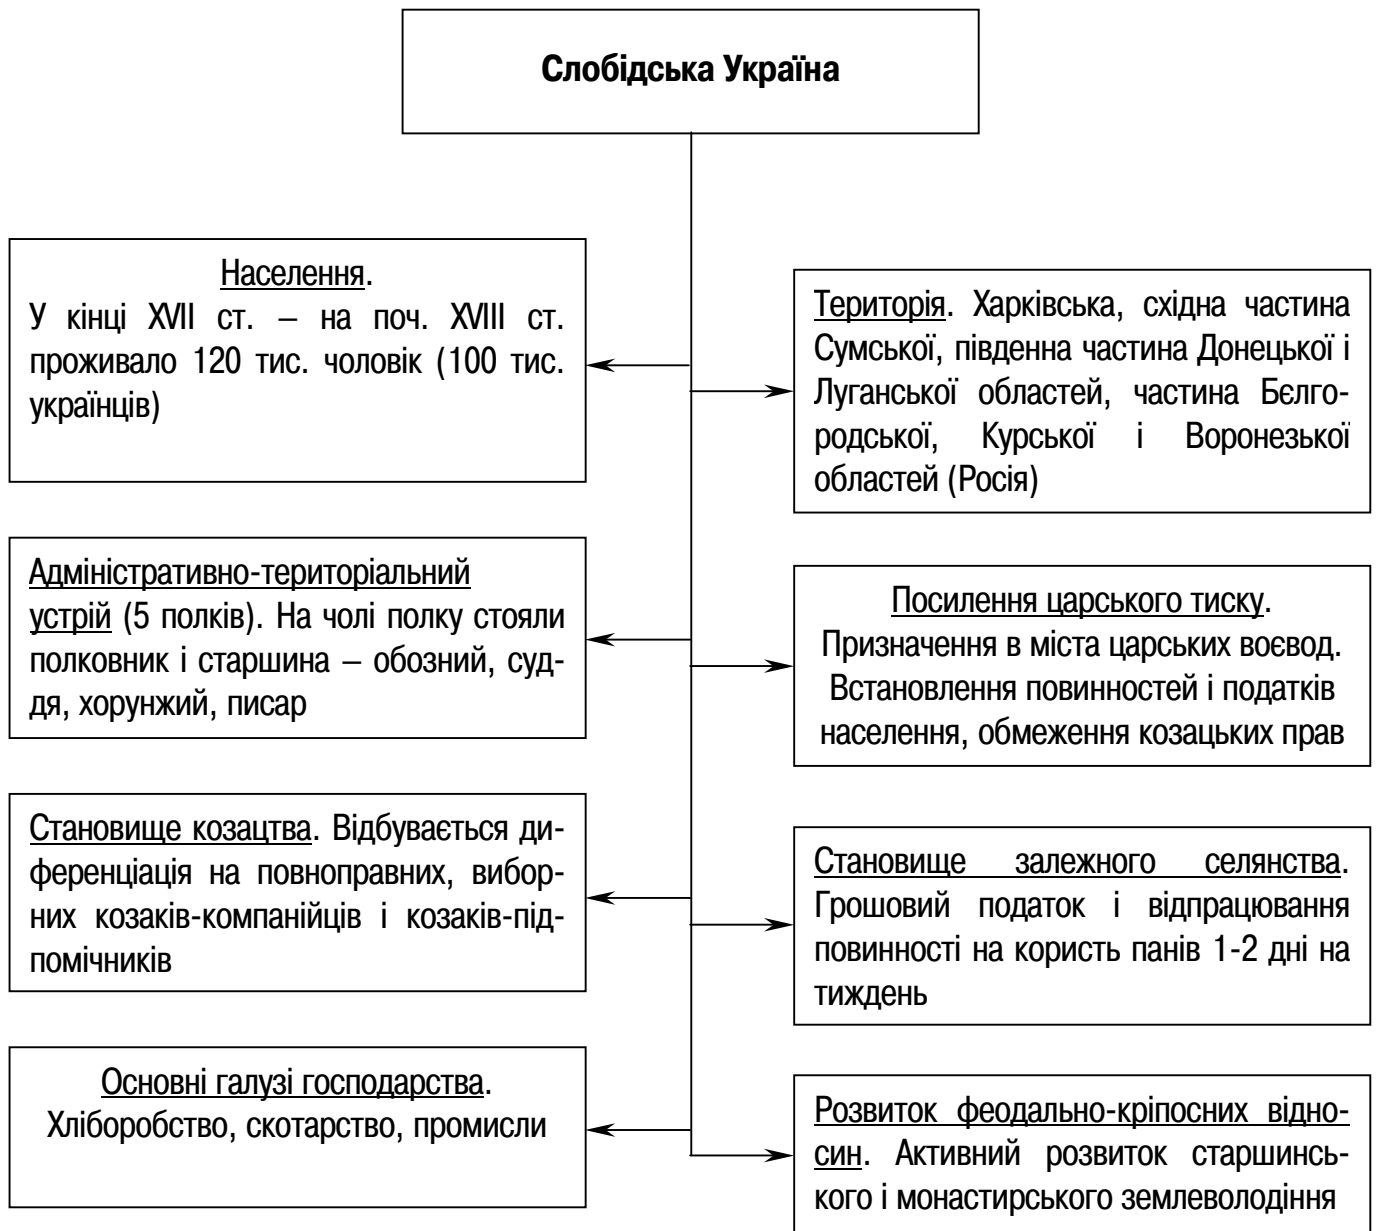 Слобідська Україна
Населення.
У кінці XVII ст. – на поч. XVIII ст.
проживало 120 тис. чоловік (100 тис.
українців)
Територія. Харківська, східна частина
Сумської, південна частина Донецької і
Луганської областей, частина Бєлго-
родської, Курської і Воронезької
областей (Росія)
Адміністративно-територіальний
устрій (5 полків). На чолі полку стояли
полковник і старшина – обозний, суд-
дя, хорунжий, писар
Посилення царського тиску.
Призначення в міста царських воєвод.
Встановлення повинностей і податків
населення, обмеження козацьких прав
Становище козацтва. Відбувається ди-
ференціація на повноправних, вибор-
них козаків-компанійців і козаків-під-
помічників
Становище залежного селянства.
Грошовий податок і відпрацювання
повинності на користь панів 1-2 дні на
тиждень
Основні галузі господарства.
Хліборобство, скотарство, промисли
Розвиток феодально-кріпосних відно-
син. Активний розвиток старшинсь-
кого і монастирського землеволодіння